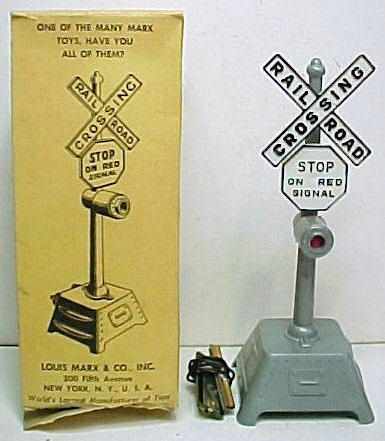 ONE OF THE MANY MARX
TOYS, HAVE YOU
ALL OF THEM?
RAIL ROAD
CROSSING
STOP
ON RED
SIGNAL
LOUIS MARX & CO., INC.
200 Fifth Avenue
NEW YORK, N. Y., U. S. A.
World's Largest Manufacturer of Toys
RAIL ROAD
CROSSING
STOP
ON RED
SIGNAL